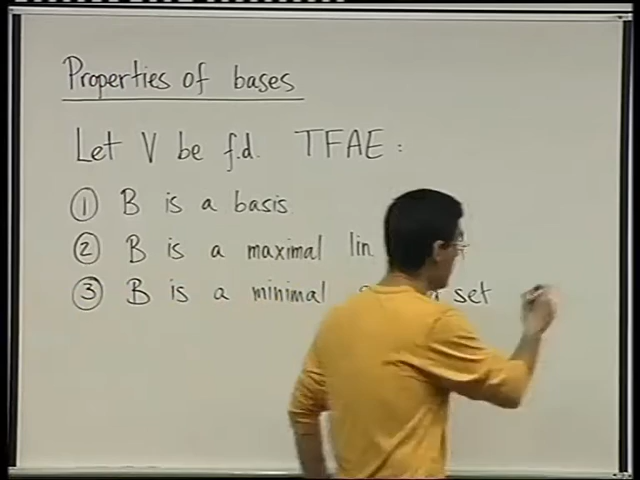 Properties of bases
Let V be f.d. TFAE :
① B is a basis
② B is a maximal lin
③ B is a minimal set